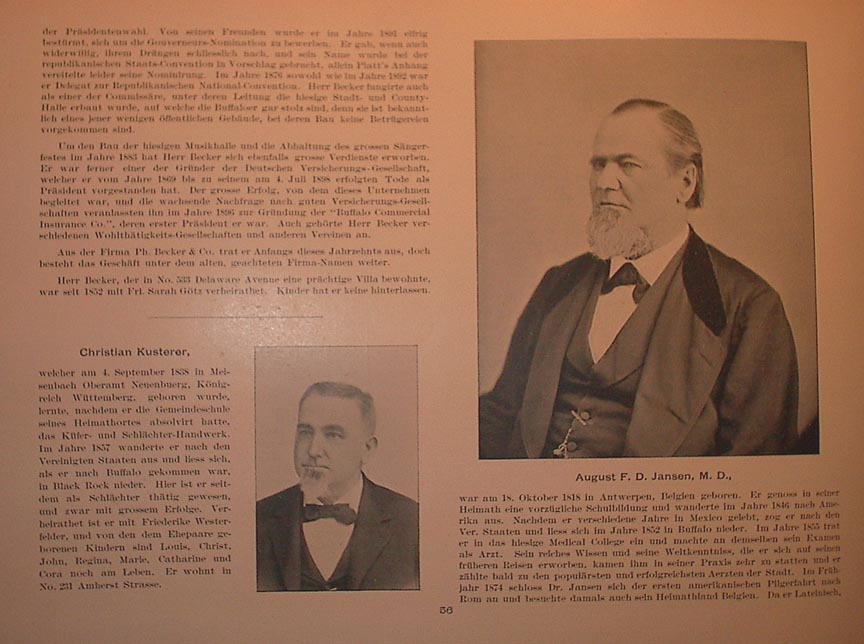 der Präsidentenwahl. Von seinen Freunden wurde er im Jahre 1891 eifrig
bestürmt, sich um die Gouverneurs-Nomination zu bewerben. Er gab, wenn auch
widerwillig, ihrem Drängen schliesslich nach, und sein Name wurde bei der
republikanischen Staats-Convention in Vorschlag gebracht, allein Platt's Anhang
vereitelte leider seine Nominirung. Im Jahre 1876 sowohl wie im Jahre 1892 war
er Delegat zur Republikanischen National-Convention. Herr Becker fungirte auch
als einer der Commissäre, unter deren Leitung die hiesige Stadt- und County-
Halle erbaut wurde, auf welche die Buffaloer gar stolz sind, denn sie ist bekannt-
lich eines jener wenigen öffentlichen Gebäude, bei deren Bau keine Betrügereien
vorgekommen sind.
Um den Bau der hiesigen Musikhalle und die Abhaltung des grossen Sänger-
festes im Jahre 1883 hat Herr Becker sich ebenfalls grosse Verdienste erworben.
Er war ferner einer der Gründer der Deutschen Versicherungs-Gesellschaft,
welcher er vom Jahre 1869 bis zu seinem am 4. Juli 1898 erfolgten Tode als
Präsident vorgestanden hat. Der grosse Erfolg, von dem dieses Unternehmen
begleitet war, und die wachsende Nachfrage nach guten Versicherungs-Gesell-
schaften veranlassten ihn im Jahre 1896 zur Gründung der "Buffalo Commercial
Insurance Co.", deren erster Präsident er war. Auch gehörte Herr Becker ver-
schiedenen Wohlthätigkeits-Gesellschaften und anderen Vereinen an.
Aus der Firma Ph. Becker & Co. trat er Anfangs dieses Jahrzehnts aus, doch
besteht das Geschäft unter dem alten, geachteten Firma-Namen weiter.
Herr Becker, der in No. 533 Delaware Avenue eine prächtige Villa bewohnte,
war seit 1852 mit Frl. Sarah Götz verheirathet. Kinder hat er keine hinterlassen.
Christian Kusterer,
welcher am 4. September 1838 in Mei-
senbach Oberamt Neuenbuerg, König-
reich Württemberg, geboren wurde,
lernte, nachdem er die Gemeindeschule
seines Heimathortes absolvirt hatte,
das Küfer- und Schlächter-Handwerk.
Im Jahre 1857 wanderte er nach den
Vereinigten Staaten aus und liess sich,
als er nach Buffalo gekommen war,
in Black Rock nieder. Hier ist er seit-
dem als Schlächter thätig gewesen,
und zwar mit grossem Erfolge. Ver-
heirathet ist er mit Friederike Wester-
felder, und von den dem Ehepaare ge-
borenen Kindern sind Louis, Christ,
John, Regina, Marie, Catharine und
Cora noch am Leben. Er wohnt in
No. 231 Amherst Strasse.
August F. D. Jansen, M. D.,
war am 18. Oktober 1818 in Antwerpen, Belgien geboren. Er genoss in seiner
Heimath eine vorzügliche Schulbildung und wanderte im Jahre 1846 nach Ame-
rika aus. Nachdem er verschiedene Jahre in Mexico gelebt, zog er nach den
Ver. Staaten und liess sich im Jahre 1852 in Buffalo nieder. Im Jahre 1855 trat
er in das hiesige Medical College ein und machte an demselben sein Examen
als Arzt. Sein reiches Wissen und seine Weltkenntniss, die er sich auf seinen
früheren Reisen erworben, kamen ihm in seiner Praxis zehr zu statten und er
zählte bald zu den populärsten und erfolgreichsten Aerzten der Stadt. Im Früh-
jahr 1874 schloss Dr. Jansen sich der ersten amerikanischen Pilgerfahrt nach
Rom an und besuchte damals auch sein Heimathland Belgien. Da er Lateinisch,
56